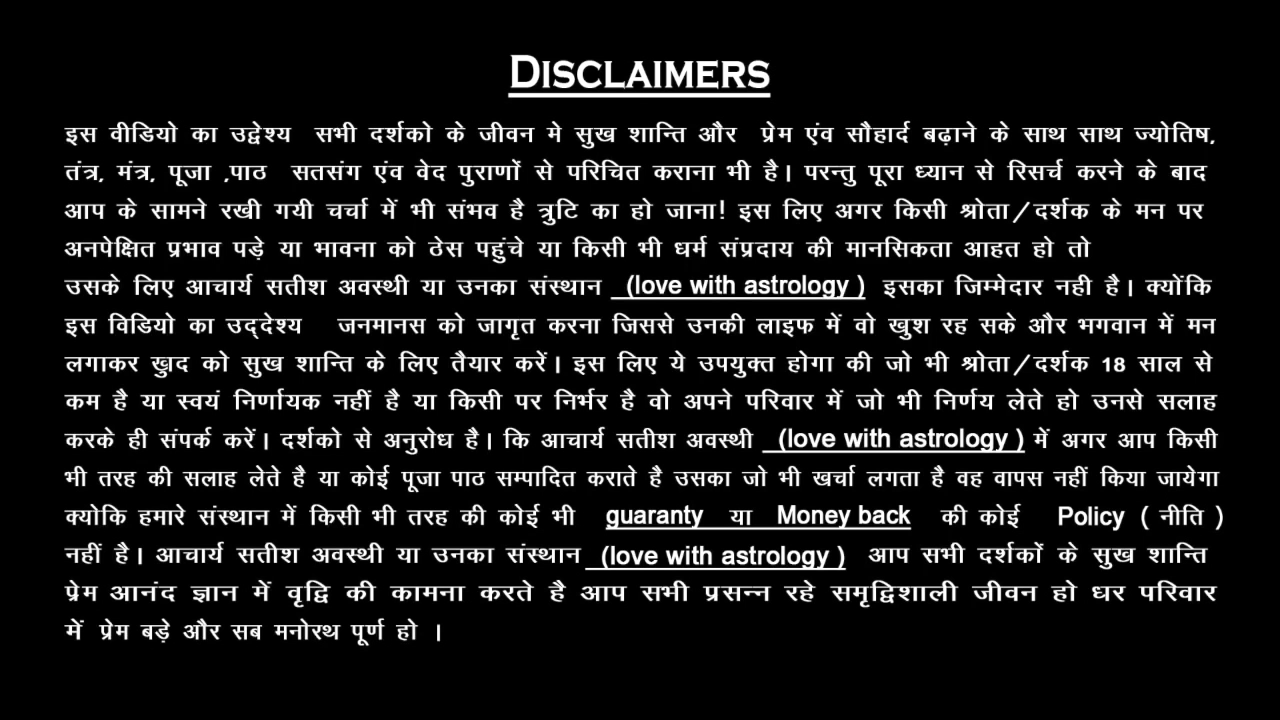 DISCLAIMERS
इस वीडियो का उद्वेश्य सभी दर्शको के जीवन मे सुख शान्ति और प्रेम एंव सौहार्द बढ़ाने के साथ साथ ज्योतिष,
तंत्र, मंत्र, पूजा ,पाठ सतसंग एंव वेद पुराणों से परिचित कराना भी है। परन्तु पूरा ध्यान से रिसर्च करने के बाद
आप के सामने रखी गयी चर्चा में भी संभव है त्रुटि का हो जाना! इस लिए अगर किसी श्रोता/दर्शक के मन पर
अनपेक्षित प्रभाव पड़े या भावना को ठेस पहुंचे या किसी भी धर्म संप्रदाय की मानसिकता आहत हो तो
उसके लिए आचार्य सतीश अवस्थी या उनका संस्थान (love with astrology ) इसका जिम्मेदार नही है। क्योंकि
इस विडियो का उद्देश्य जनमानस को जागृत करना जिससे उनकी लाइफ में वो खुश रह सके और भगवान में मन
लगाकर खुद को सुख शान्ति के लिए तैयार करें। इस लिए ये उपयुक्त होगा की जो भी श्रोता/दर्शक 18 साल से
कम है या स्वयं निर्णायक नहीं है या किसी पर निर्भर है वो अपने परिवार में जो भी निर्णय लेते हो उनसे सलाह
करके ही संपर्क करें। दर्शको से अनुरोध है। कि आचार्य सतीश अवस्थी (love with astrology ) में अगर आप किसी
भी तरह की सलाह लेते है या कोई पूजा पाठ सम्पादित कराते है उसका जो भी खर्चा लगता है वह वापस नहीं किया जायेगा
क्योकि हमारे संस्थान में किसी भी तरह की कोई भी guaranty या Money back की कोई Policy ( नीति )
नहीं है। आचार्य सतीश अवस्थी या उनका संस्थान (love with astrology ) आप सभी दर्शकों के सुख शान्ति
प्रेम आनंद ज्ञान में वृद्वि की कामना करते है आप सभी प्रसन्न रहे समृद्विशाली जीवन हो धर परिवार
में प्रेम बड़े और सब मनोरथ पूर्ण हो ।